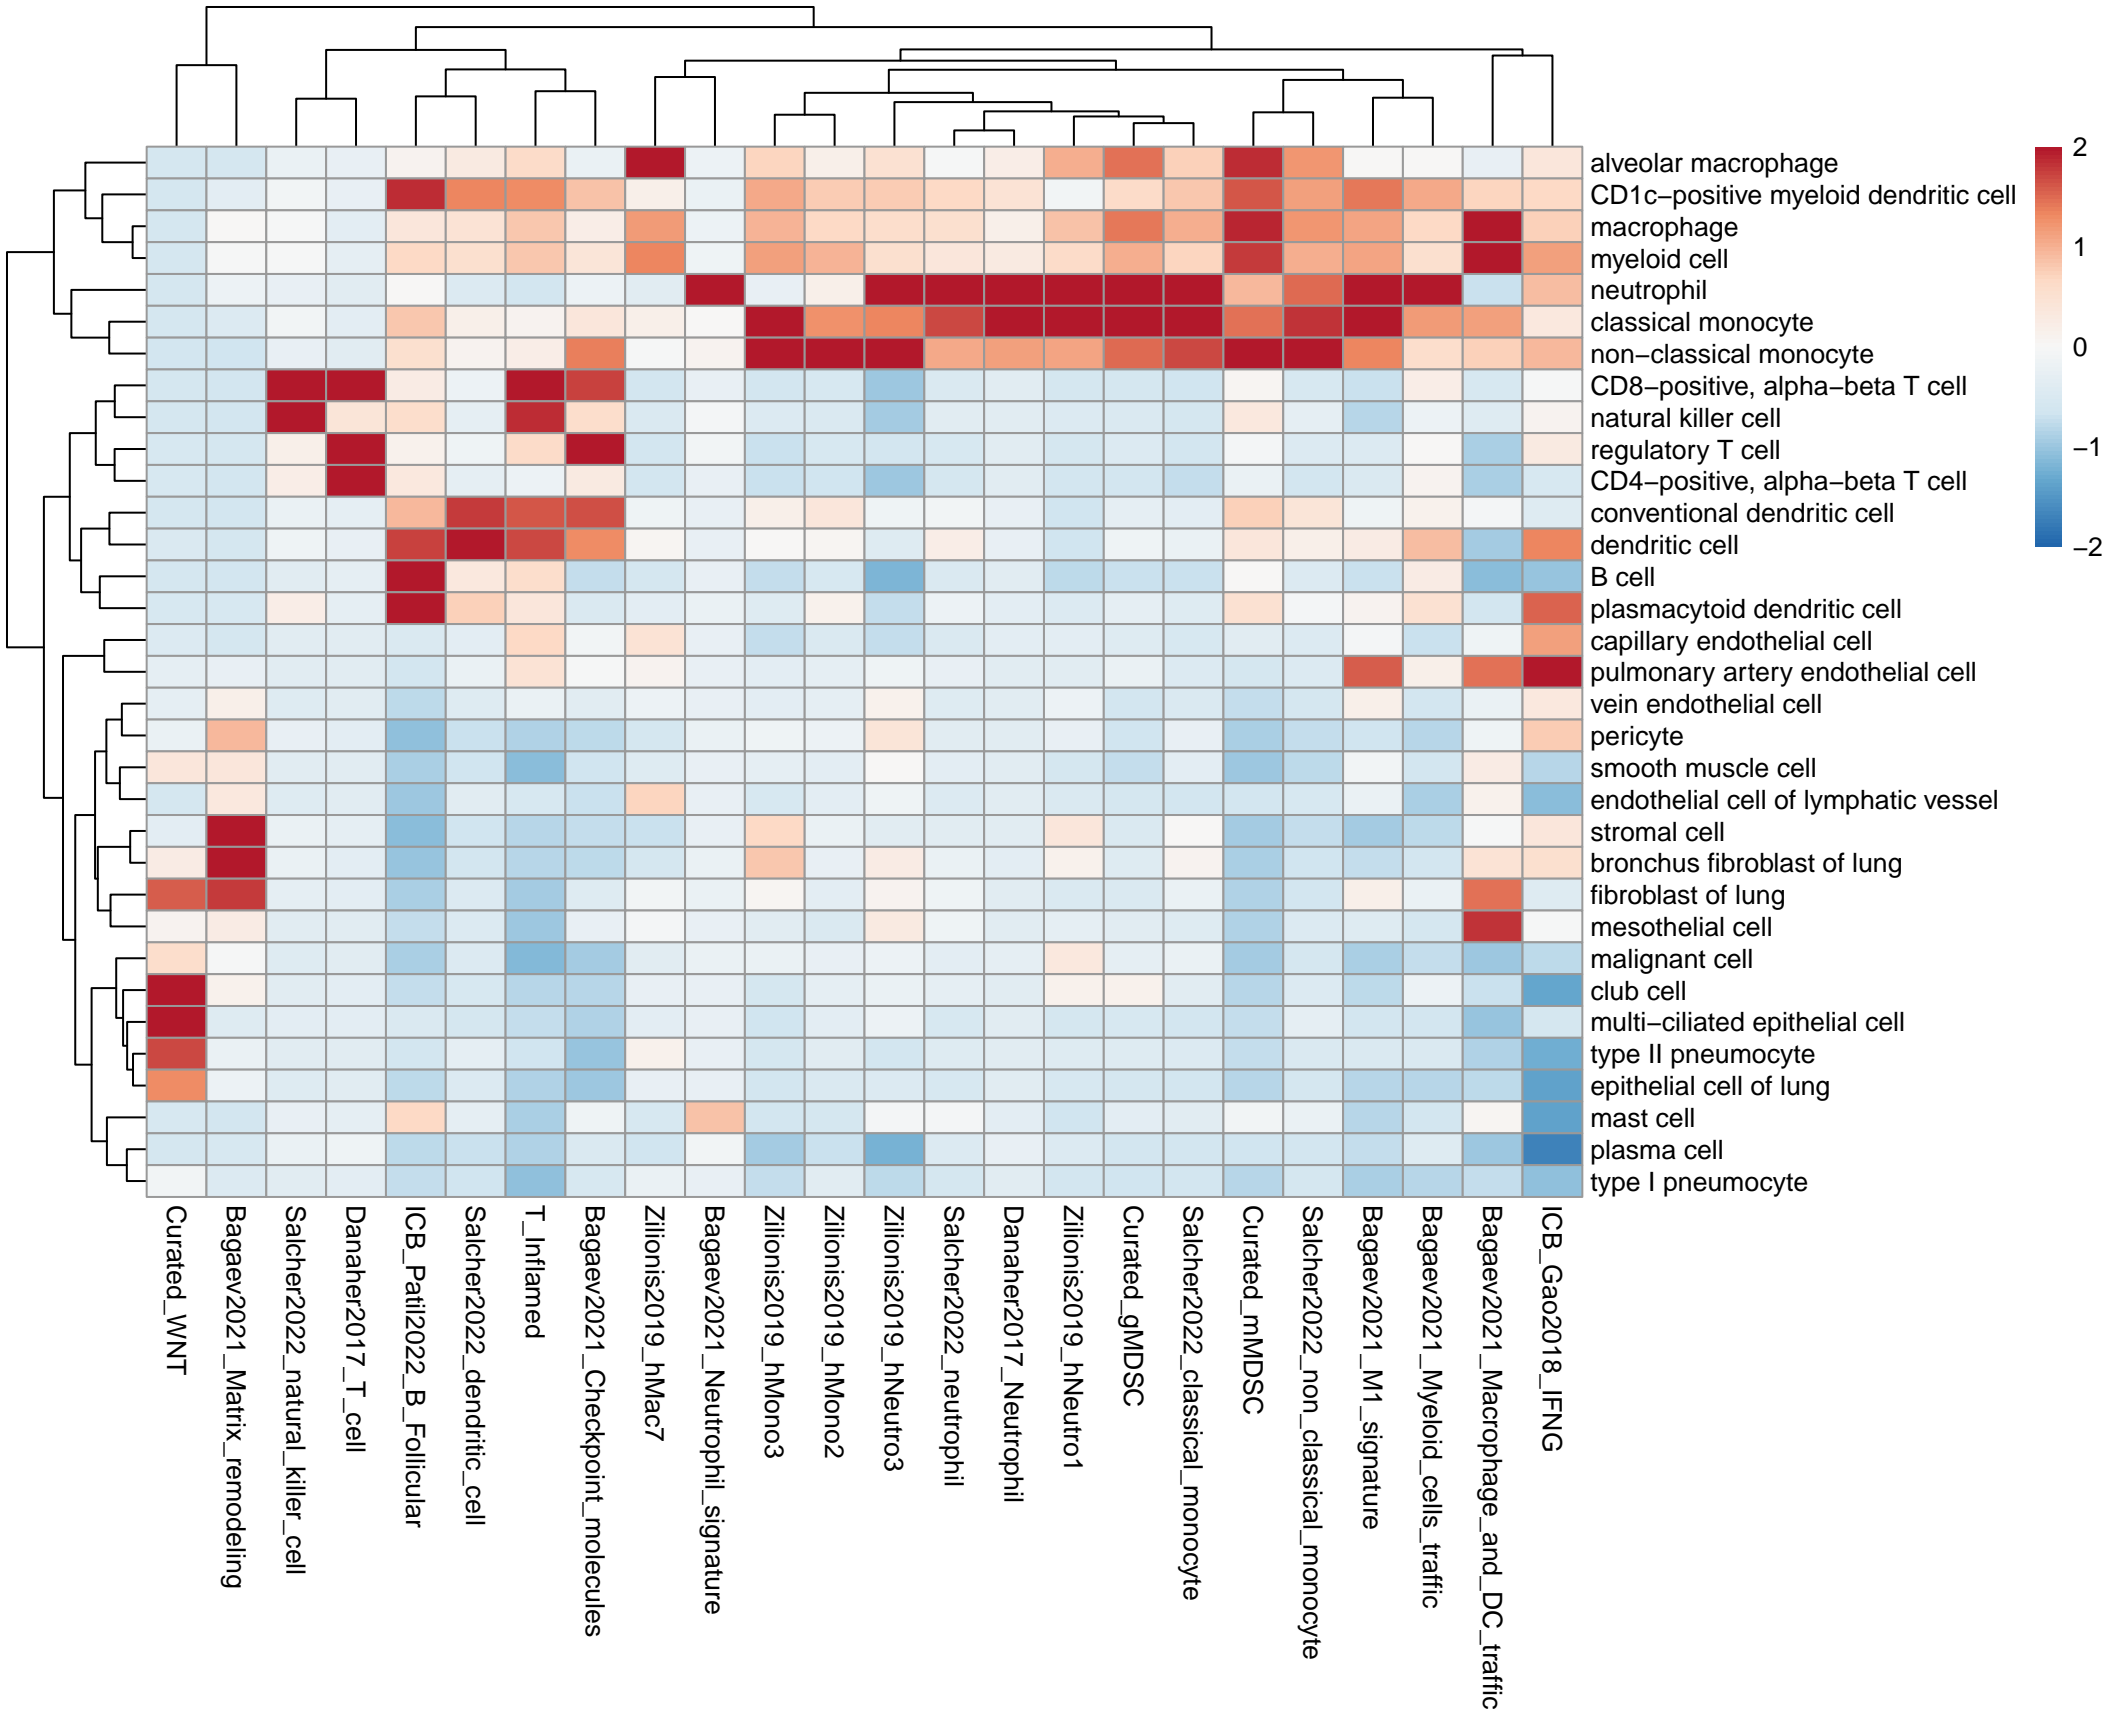 alveolar macrophage
CD1c−positive myeloid dendritic cell
macrophage
myeloid cell
neutrophil
classical monocyte
non−classical monocyte
CD8−positive, alpha−beta T cell
natural killer cell
regulatory T cell
CD4−positive, alpha−beta T cell
conventional dendritic cell
dendritic cell
B cell
plasmacytoid dendritic cell
capillary endothelial cell
pulmonary artery endothelial cell
vein endothelial cell
pericyte
smooth muscle cell
endothelial cell of lymphatic vessel
stromal cell
bronchus fibroblast of lung
fibroblast of lung
mesothelial cell
malignant cell
club cell
multi−ciliated epithelial cell
type II pneumocyte
epithelial cell of lung
mast cell
plasma cell
type I pneumocyte
2
1
0
−1
−2
Curated_WNT
Bagaev2021_Matrix_remodeling
Salcher2022_natural_killer_cell
Danaher2017_T_cell
ICB_Patil2022_B_Follicular
Salcher2022_dendritic_cell
T_Inflamed
Bagaev2021_Checkpoint_molecules
Zilionis2019_hMac7
Bagaev2021_Neutrophil_signature
Zilionis2019_hMono3
Zilionis2019_hMono2
Zilionis2019_hNeutro3
Salcher2022_neutrophil
Danaher2017_Neutrophil
Zilionis2019_hNeutro1
Curated_gMDSC
Salcher2022_classical_monocyte
Curated_mMDSC
Salcher2022_non_classical_monocyte
Bagaev2021_M1_signature
Bagaev2021_Myeloid_cells_traffic
Bagaev2021_Macrophage_and_DC_traffic
ICB_Gao2018_IFNG